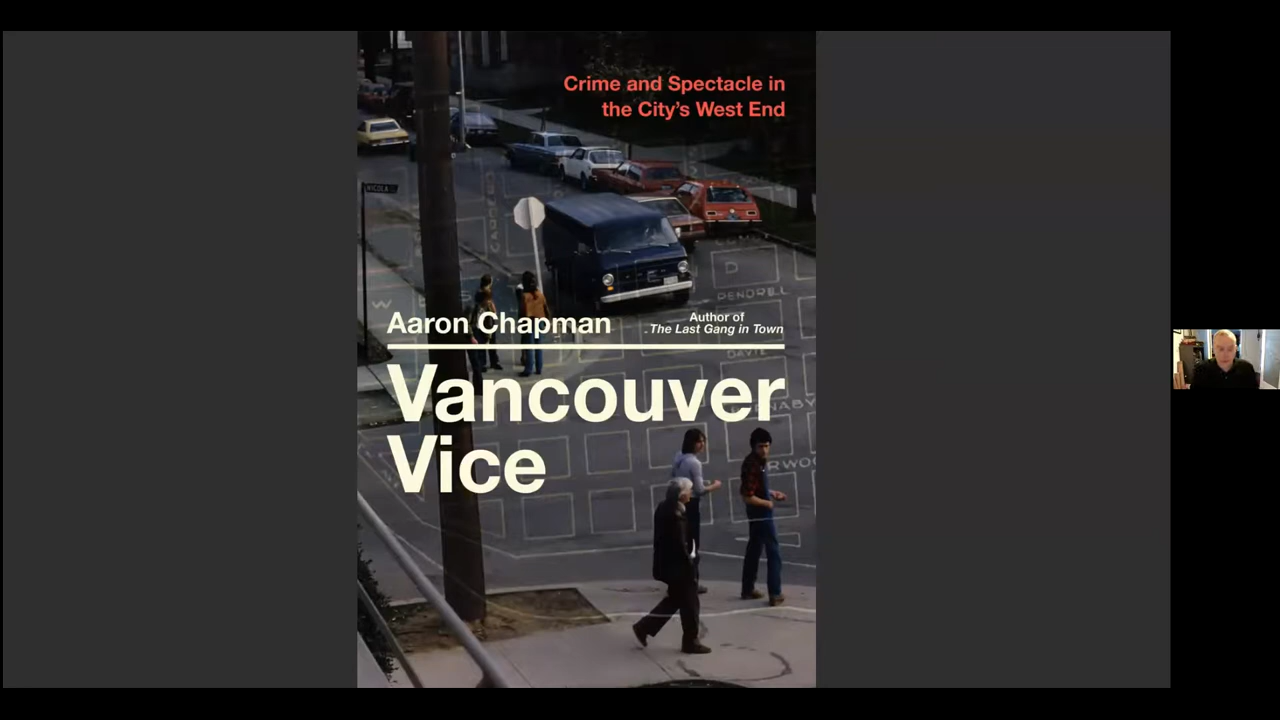 Crime and Spectacle in
the City's West End
NICOLA
D
W
PENDRELL
Aaron Chapman
Author of
The Last Gang in Town
DAVIE
Vancouver
Vice